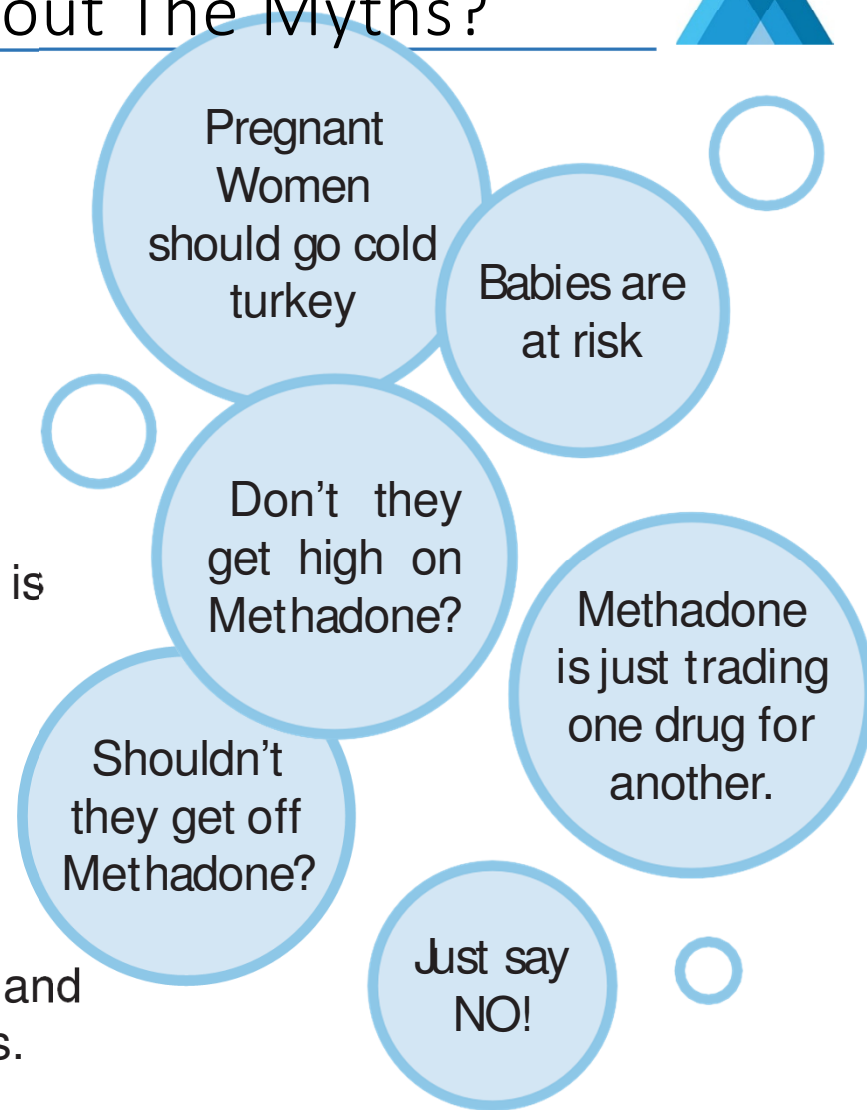 out The Myths?
Pregnant
Women
should go cold
turkey
Babies are
at risk
Don’t they
get high on
Methadone?
is
Methadone
is just trading
one drug for
another.
Shouldn’t
they get off
Methadone?
Just say
NO!
and
s.